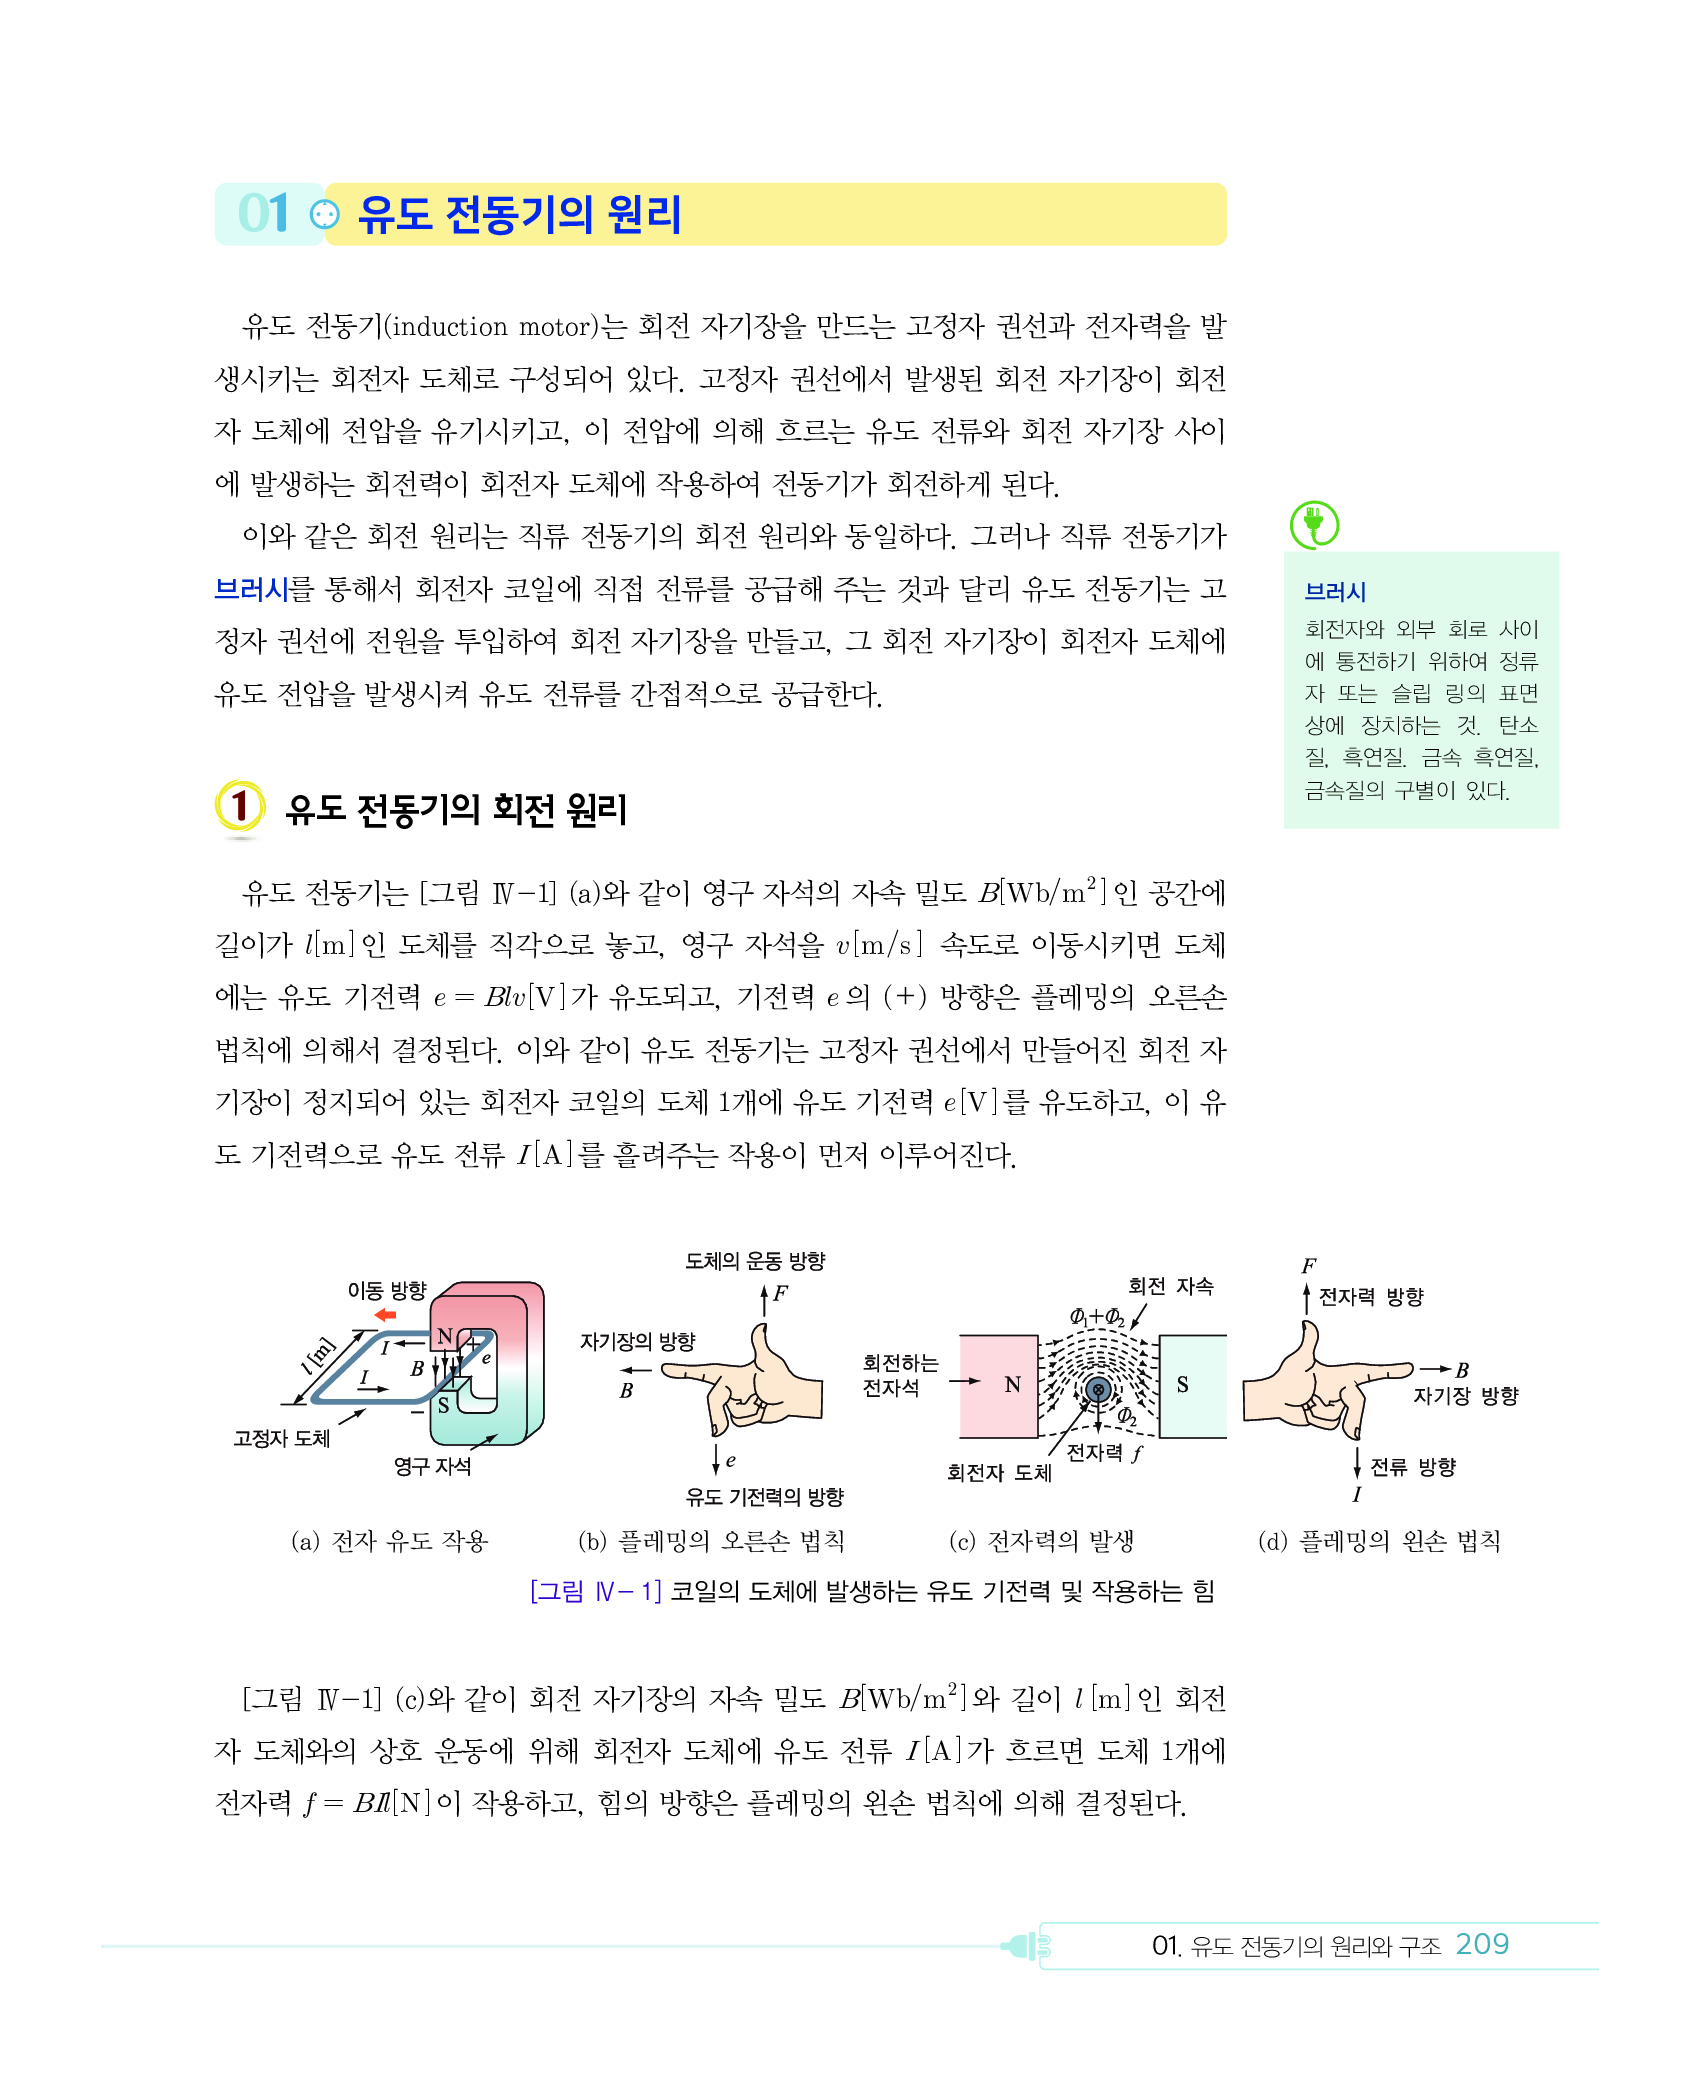 01 유도 전동기의 원리
유도 전동기(induction motor)는 회전 자기장을 만드는 고정자 권선과 전자력을 발
생시키는 회전자 도체로 구성되어 있다. 고정자 권선에서 발생된 회전 자기장이 회전
자 도체에 전압을 유기시키고, 이 전압에 의해 흐르는 유도 전류와 회전 자기장 사이
에 발생하는 회전력이 회전자 도체에 작용하여 전동기가 회전하게 된다.
이와 같은 회전 원리는 직류 전동기의 회전 원리와 동일하다. 그러나 직류 전동기가
브러시를 통해서 회전자 코일에 직접 전류를 공급해 주는 것과 달리 유도 전동기는 고
정자 권선에 전원을 투입하여 회전 자기장을 만들고, 그 회전 자기장이 회전자 도체에
유도 전압을 발생시켜 유도 전류를 간접적으로 공급한다.
브러시
회전자와 외부 회로 사이
에 통전하기 위하여 정류
자 또는 슬립 링의 표면
상에 장치하는 것. 탄소
질, 흑연질. 금속 흑연질,
금속질의 구별이 있다.
1 유도 전동기의 회전 원리
유도 전동기는 [그림 Ⅳ-1] (a)와 같이 영구 자석의 자속 밀도 B[Wb/m²]인 공간에
길이가 l[m]인 도체를 직각으로 놓고, 영구 자석을 v[m/s] 속도로 이동시키면 도체
에는 유도 기전력 e = Blv[V]가 유도되고, 기전력 e의 (+) 방향은 플레밍의 오른손
법칙에 의해서 결정된다. 이와 같이 유도 전동기는 고정자 권선에서 만들어진 회전 자
기장이 정지되어 있는 회전자 코일의 도체 1개에 유도 기전력 e[V]를 유도하고, 이 유
도 기전력으로 유도 전류 I[A]를 흘려주는 작용이 먼저 이루어진다.
이동 방향
N
I
+
e
l[m]
B
I
S
−
고정자 도체
영구 자석
(a) 전자 유도 작용
도체의 운동 방향
F
자기장의 방향
B
e
유도 기전력의 방향
(b) 플레밍의 오른손 법칙
회전 자속
Φ₁+Φ₂
회전하는
전자석
N
S
Φ₂
전자력 f
회전자 도체
(c) 전자력의 발생
F
전자력 방향
B
자기장 방향
전류 방향
I
(d) 플레밍의 왼손 법칙
[그림 Ⅳ-1] 코일의 도체에 발생하는 유도 기전력 및 작용하는 힘
[그림 Ⅳ-1] (c)와 같이 회전 자기장의 자속 밀도 B[Wb/m²]와 길이 l [m]인 회전
자 도체와의 상호 운동에 위해 회전자 도체에 유도 전류 I[A]가 흐르면 도체 1개에
전자력 f = BIl[N]이 작용하고, 힘의 방향은 플레밍의 왼손 법칙에 의해 결정된다.
01. 유도 전동기의 원리와 구조 209